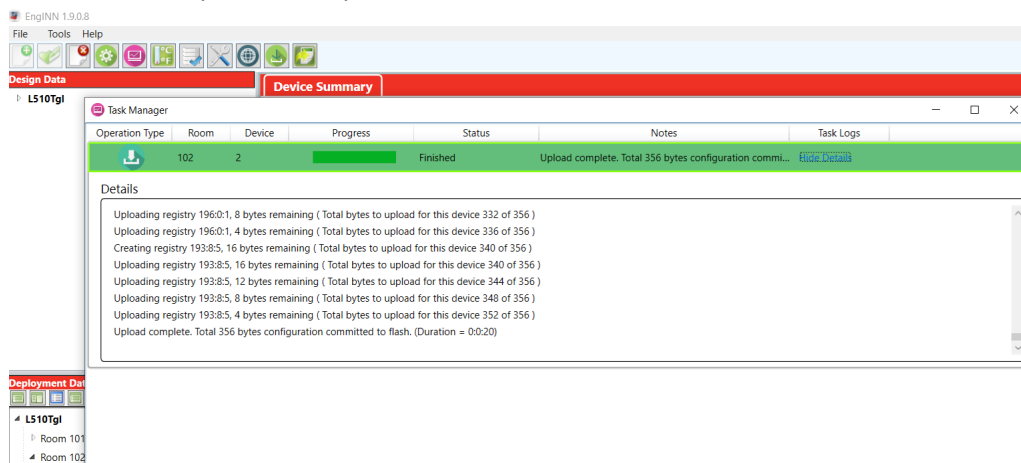 EngINN 1.9.0.8
File Tools Help
Design Data
L510Tgl
Device Summary
Task Manager
Operation Type Room Device Progress Status Notes Task Logs
102 2 Finished Upload complete. Total 356 bytes configuration commi... Hide Details
Details
Uploading registry 196:0:1, 8 bytes remaining ( Total bytes to upload for this device 332 of 356 )
Uploading registry 196:0:1, 4 bytes remaining ( Total bytes to upload for this device 336 of 356 )
Creating registry 193:8:5, 16 bytes remaining ( Total bytes to upload for this device 340 of 356 )
Uploading registry 193:8:5, 16 bytes remaining ( Total bytes to upload for this device 340 of 356 )
Uploading registry 193:8:5, 12 bytes remaining ( Total bytes to upload for this device 344 of 356 )
Uploading registry 193:8:5, 8 bytes remaining ( Total bytes to upload for this device 348 of 356 )
Uploading registry 193:8:5, 4 bytes remaining ( Total bytes to upload for this device 352 of 356 )
Upload complete. Total 356 bytes configuration committed to flash. (Duration = 0:0:20)
Deployment Dat
L510Tgl
Room 101
Room 102